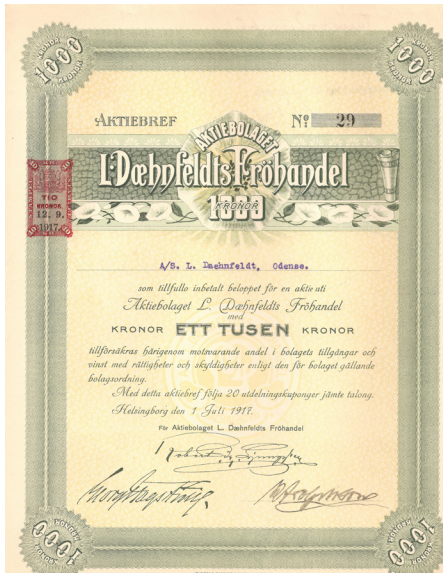 1000
KRONOR
1000
KRONOR
AKTIEBREF
No 29
AKTIEBOLAGET
L. Dæhnfeldts Fröhandel
KRONOR
1000
TIO
KRONOR
12. 9.
1917.
A/S. L. Daehnfeldt, Odense.
som tillfullo inbetalt beloppet för en aktie uti
Aktiebolaget L. Dæhnfeldts Fröhandel
med
KRONOR ETT TUSEN KRONOR
tillförsäkras härigenom motsvarande andel i bolagets tillgångar och
vinst med rättigheter och skyldigheter enligt den för bolaget gällande
bolagsordning.
Med detta aktiebref följa 20 utdelningskuponger jämte talong.
Helsingborg den 1 Juli 1917.
För Aktiebolaget L. Dæhnfeldts Fröhandel
1000
KRONOR
1000
KRONOR